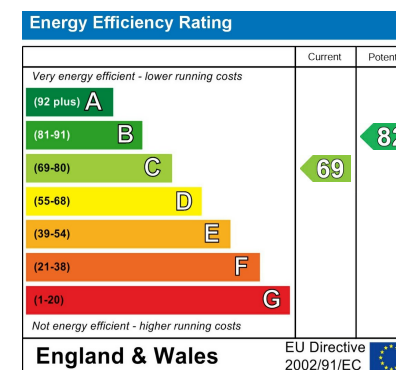 Energy Efficiency Rating
Current Potent
Very energy efficient - lower running costs
(92 plus) A
(81-91) B 82
(69-80) C 69
(55-68) D
(39-54) E
(21-38) F
(1-20) G
Not energy efficient - higher running costs
England & Wales
EU Directive
2002/91/EC